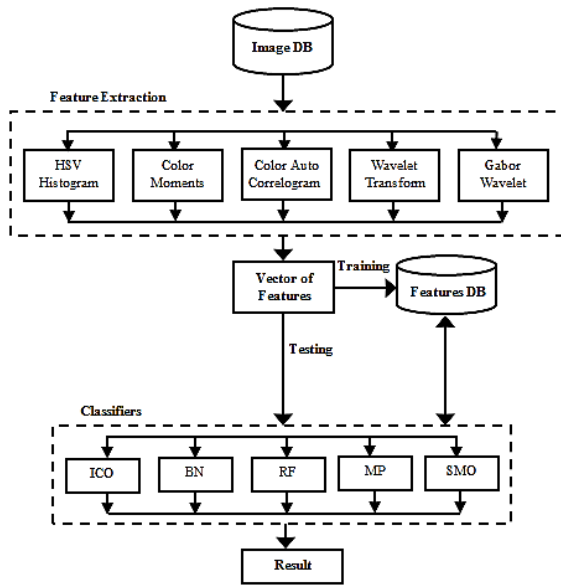 Image DB
Feature Extraction
HSV
Histogram
Color
Moments
Color Auto
Correlogram
Wavelet
Transform
Gabor
Wavelet
Vector of
Features
Training
Features DB
Testing
Classifiers
ICO
BN
RF
MP
SMO
Result